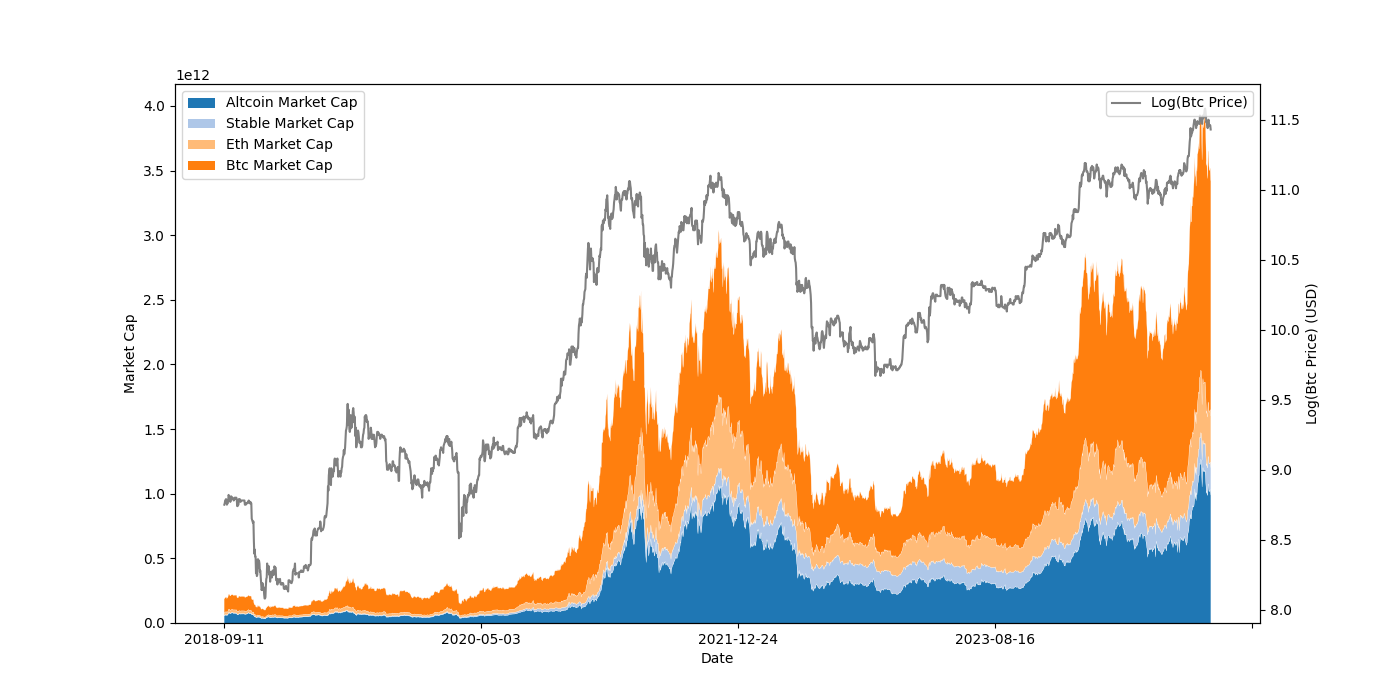 1e12
Altcoin Market Cap
Stable Market Cap
Eth Market Cap
Btc Market Cap
Log(Btc Price)
4.0
3.5
3.0
2.5
2.0
1.5
1.0
0.5
0.0
Market Cap
11.5
11.0
10.5
10.0
9.5
9.0
8.5
8.0
Log(Btc Price) (USD)
2018-09-11
2020-05-03
2021-12-24
2023-08-16
Date